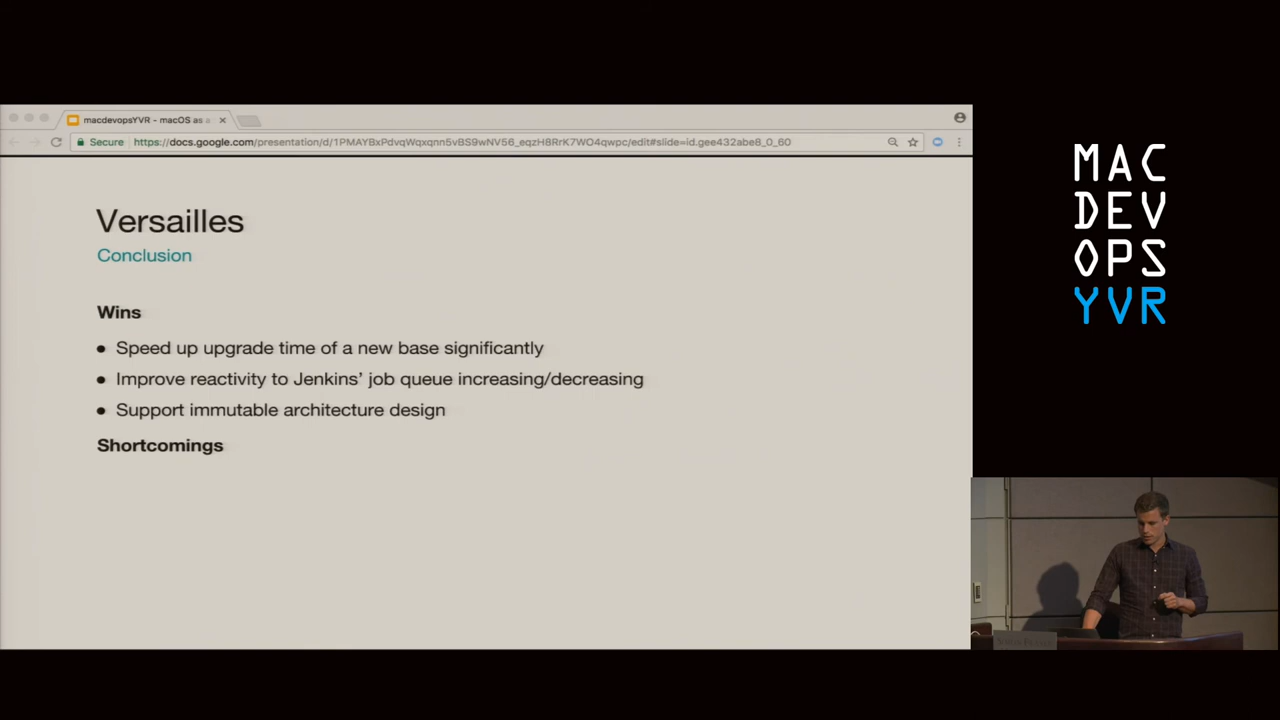 macdevopsYVR - macOS as a
Secure https://docs.google.com/presentation/d/1PMAYBxPdvqWqxqnn5vBS9wNV56_eqzH8RrK7WO4qwpc/edit#slide=id.gee432abe8_0_60
Versailles
Conclusion
Wins
● Speed up upgrade time of a new base significantly
● Improve reactivity to Jenkins’ job queue increasing/decreasing
● Support immutable architecture design
Shortcomings
MAC
DEV
OPS
YVR